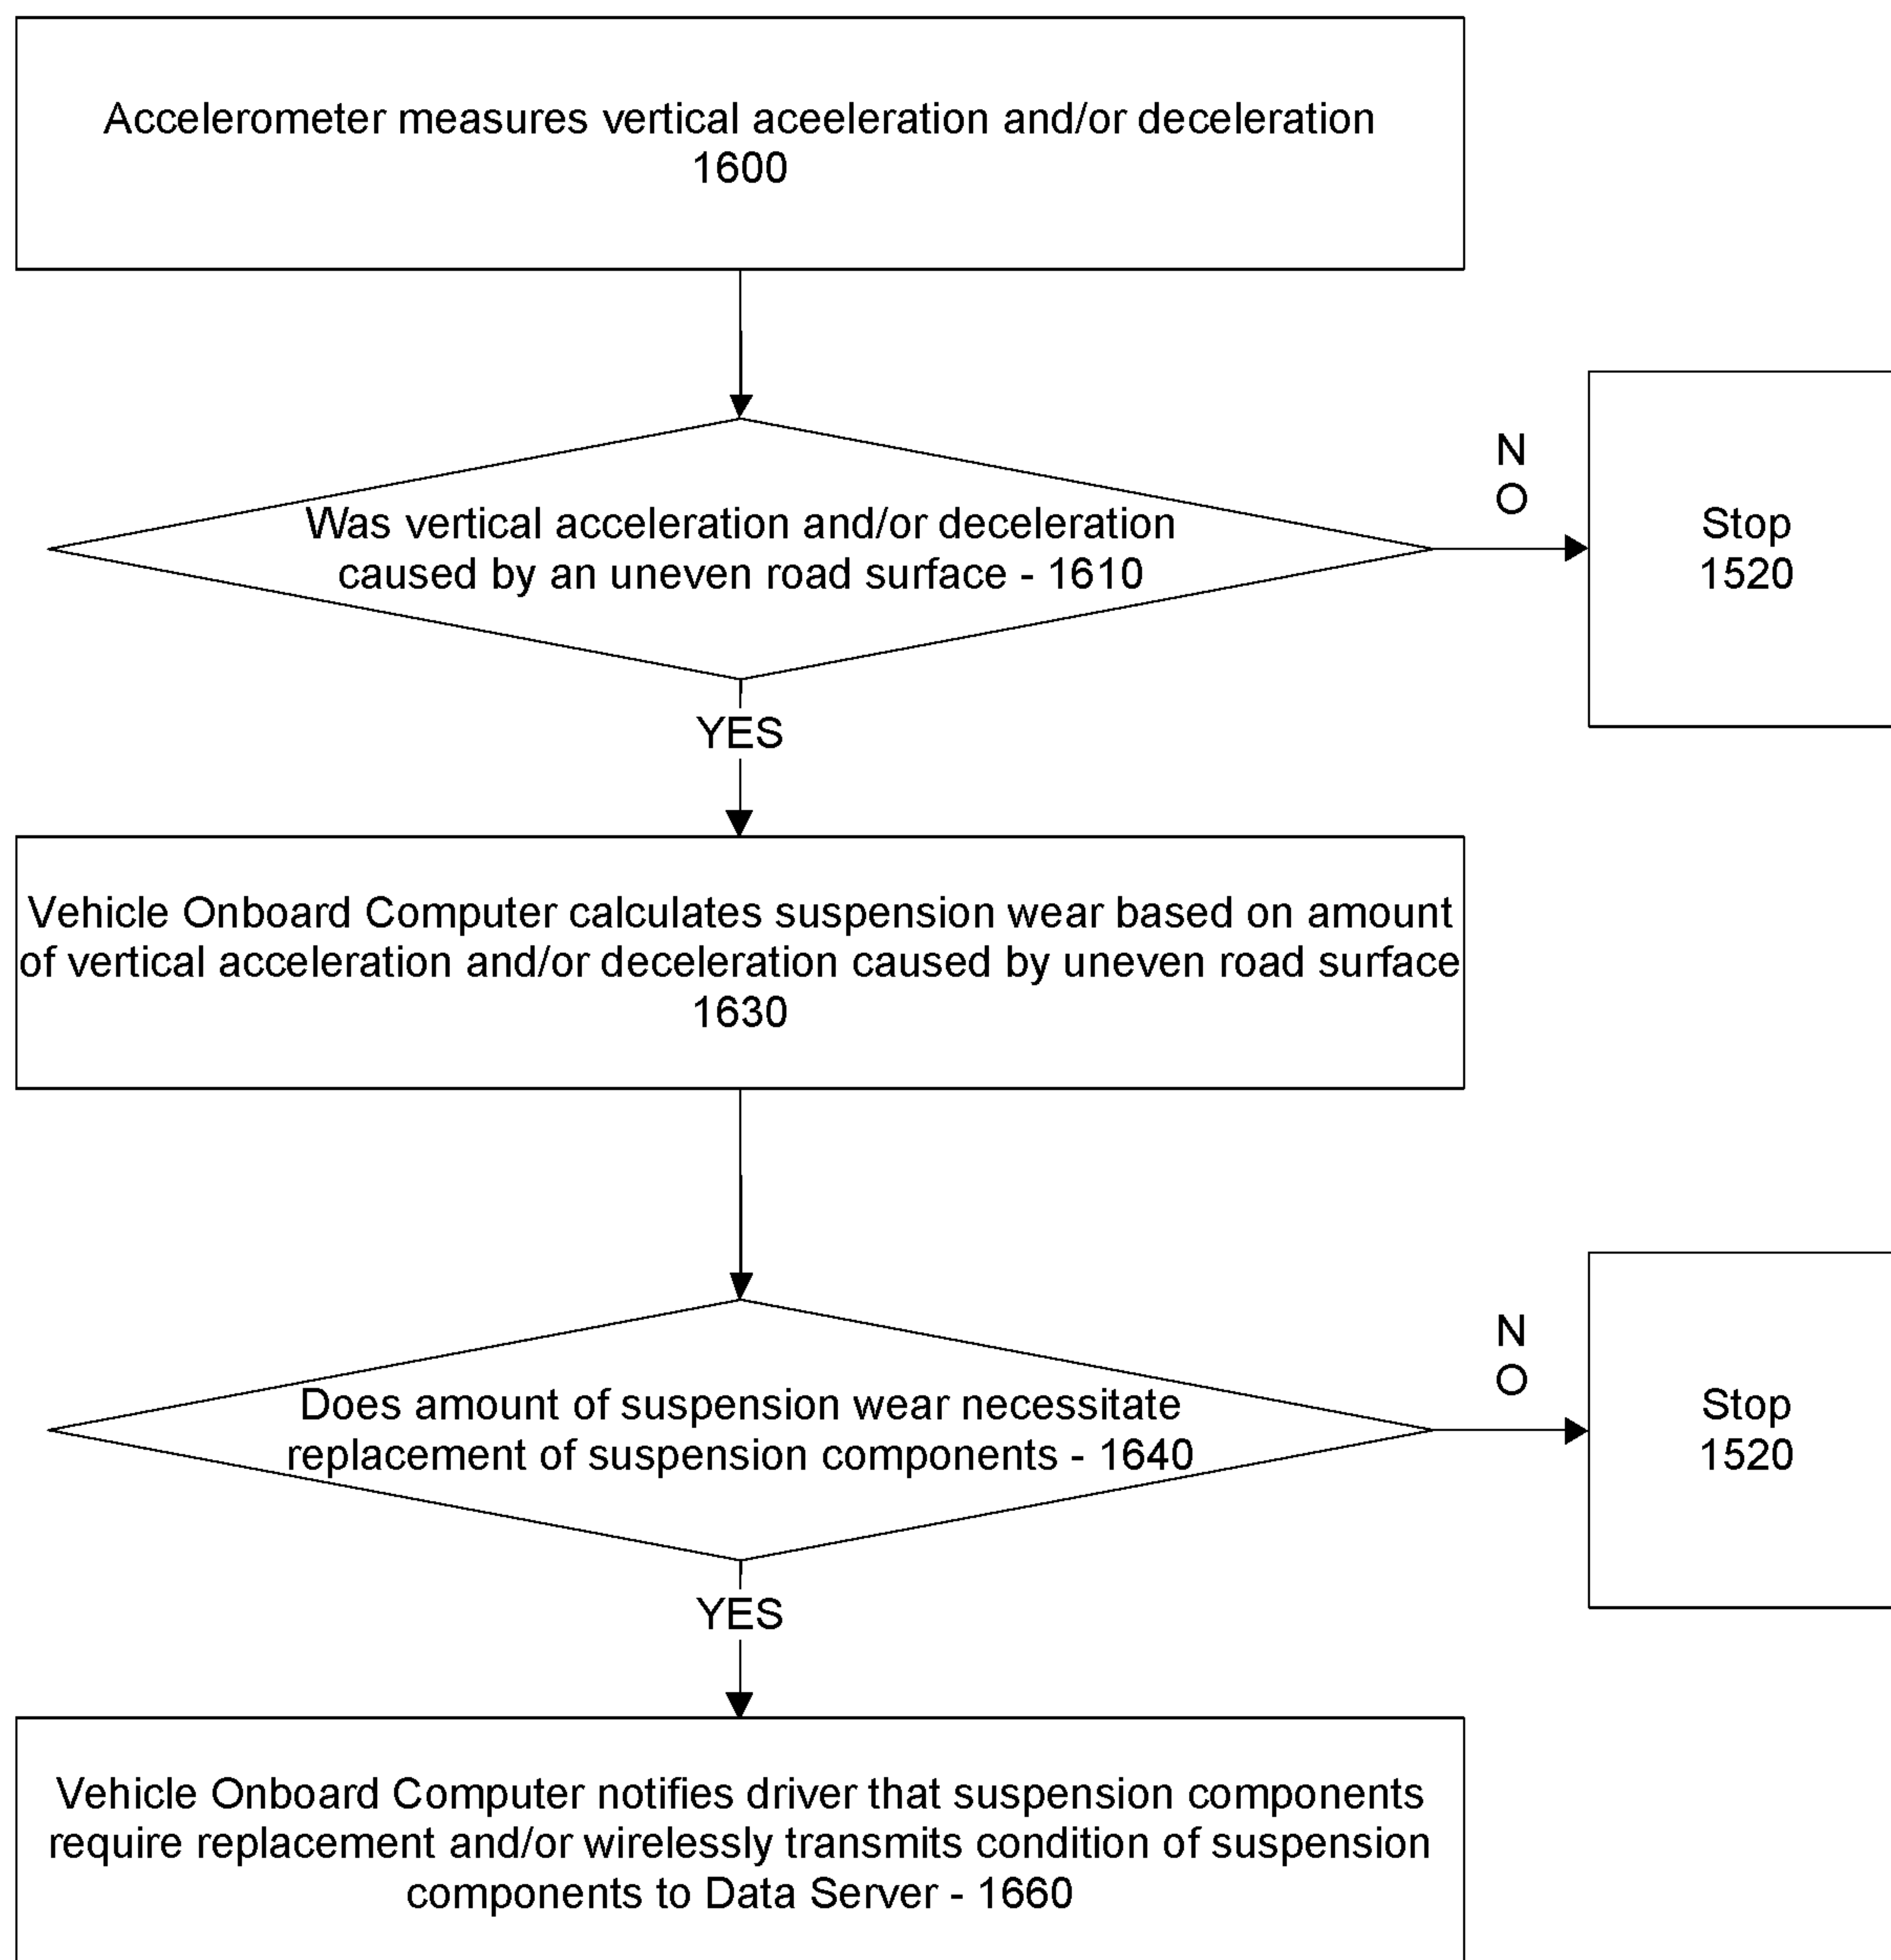 Accelerometer measures vertical aceeleration and/or deceleration
1600
Was vertical acceleration and/or deceleration
caused by an uneven road surface - 1610
N
O
Stop
1520
YES
Vehicle Onboard Computer calculates suspension wear based on amount
of vertical acceleration and/or deceleration caused by uneven road surface
1630
Does amount of suspension wear necessitate
replacement of suspension components - 1640
N
O
Stop
1520
YES
Vehicle Onboard Computer notifies driver that suspension components
require replacement and/or wirelessly transmits condition of suspension
components to Data Server - 1660